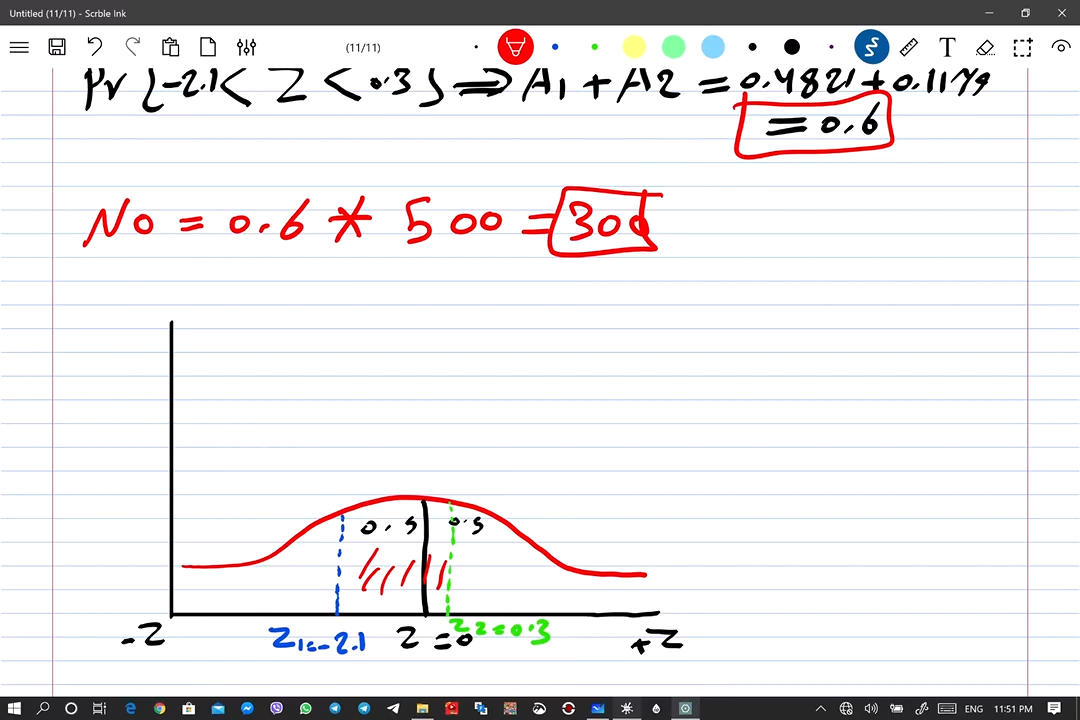 Untitled (11/11) - Scrble Ink
(11/11)
T
Pr {-2.1 < Z < 0.3} ⟹ A1 + A2 = 0.4821 + 0.1179
= 0.6
No = 0.6 * 500 = 300
0.5 0.5
-Z Z1=-2.1 Z=0 Z2=0.3 +Z
ENG 11:51 PM